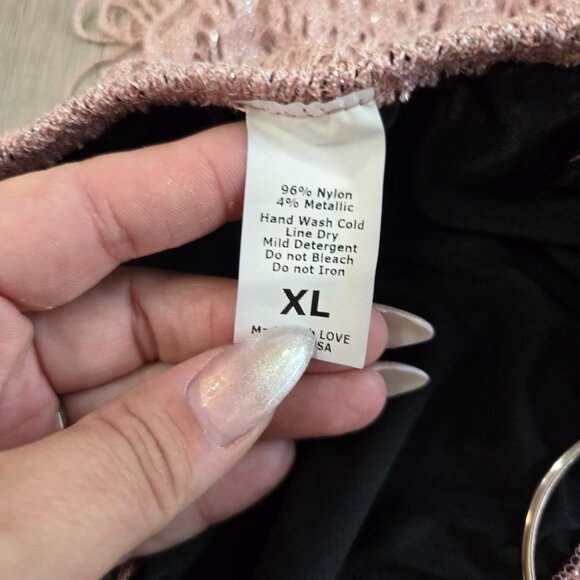 96% Nylon
4% Metallic
Hand Wash Cold
Line Dry
Mild Detergent
Do not Bleach
Do not Iron
XL
LOVE